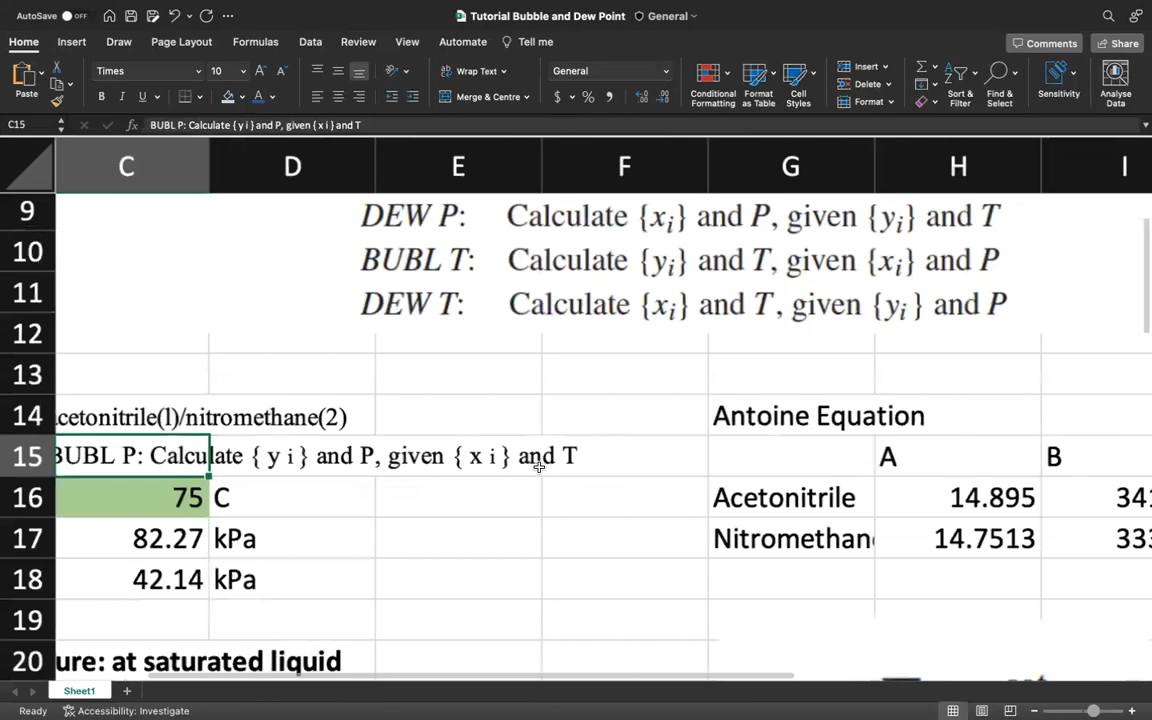 AutoSave OFF Tutorial Bubble and Dew Point General
Home Insert Draw Page Layout Formulas Data Review View Automate Tell me Comments Share
Paste Times 10 A A Wrap Text General Insert Delete Format
B I U A Merge & Centre $ % Conditional Formatting Format as Table Cell Styles Sort & Filter Find & Select Sensitivity Analyse Data
C15 fx BUBL P: Calculate { y i } and P, given { x i } and T
C D E F G H I
9 DEW P: Calculate {xi} and P, given {yi} and T
10 BUBL T: Calculate {yi} and T, given {xi} and P
11 DEW T: Calculate {xi} and T, given {yi} and P
12
13
14 cetonitrile(l)/nitromethane(2) Antoine Equation
15 BUBL P: Calculate { y i } and P, given { x i } and T A B
16 75 C Acetonitrile 14.895 341
17 82.27 kPa Nitromethan 14.7513 333
18 42.14 kPa
19
20 ure: at saturated liquid
Sheet1 +
Ready Accessibility: Investigate